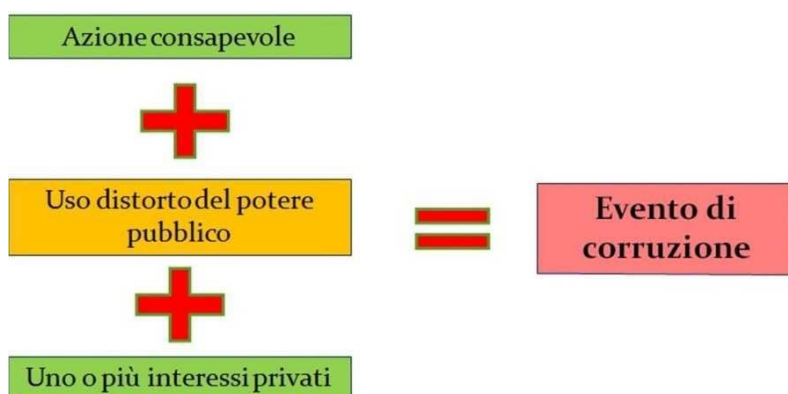 Azione consapevole
Uso distorto del potere
pubblico
Uno o più interessi privati
Evento di
corruzione